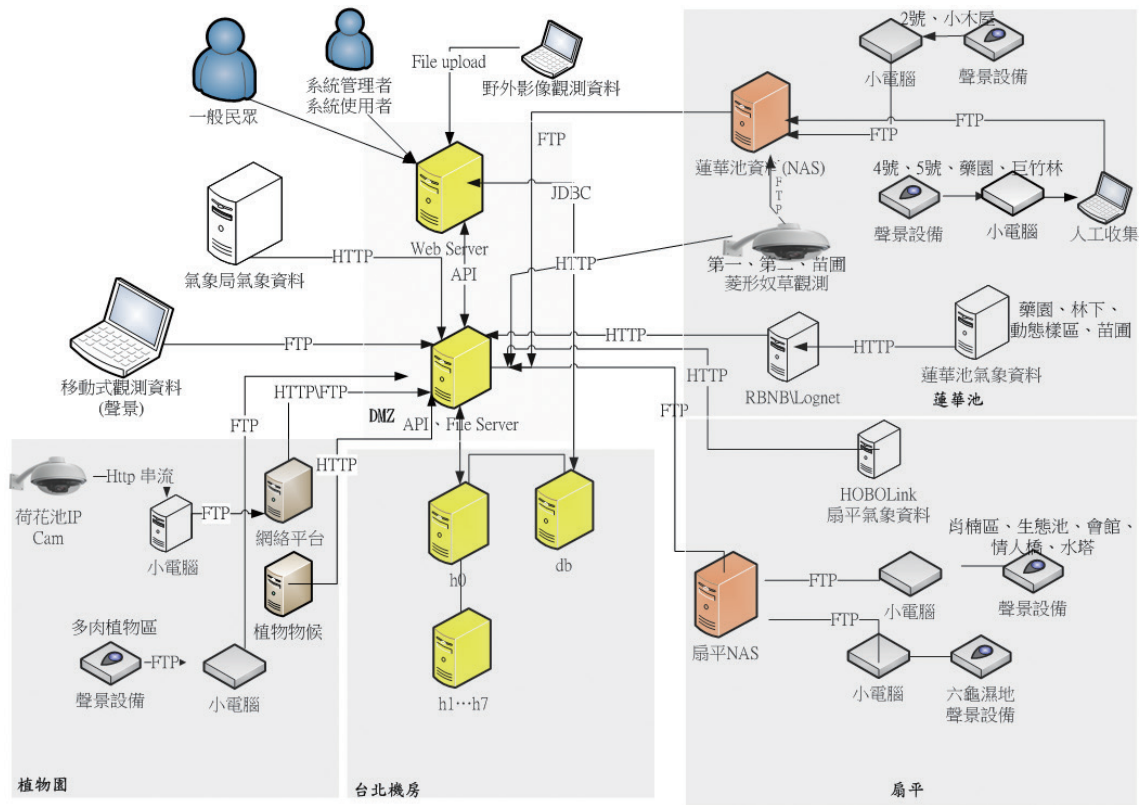 一般民眾
系統管理者
系統使用者
File upload
野外影像觀測資料
FTP
2號、小木屋
小電腦
聲景設備
FTP
FTP
蓮華池資料(NAS)
FTP
4號、5號、藥園、巨竹林
聲景設備
小電腦
人工收集
氣象局氣象資料
HTTP
Web Server
JDBC
API
HTTP
第一、第二、苗圃
菱形奴草觀測
藥園、林下、
動態樣區、苗圃
移動式觀測資料
(聲景)
FTP
HTTP
HTTP
HTTP
RBNB\Lognet
蓮華池氣象資料
蓮華池
HTTP\FTP
DMZ
API、File Server
FTP
FTP
HTTP
荷花池IP
Cam
Http 串流
FTP
小電腦
網絡平台
植物物候
多肉植物區
FTP
聲景設備
小電腦
植物園
h0
db
h1…h7
台北機房
HOBOLink
扇平氣象資料
肖楠區、生態池、會館、
情人橋、水塔
FTP
小電腦
聲景設備
扇平NAS
FTP
小電腦
六龜濕地
聲景設備
扇平